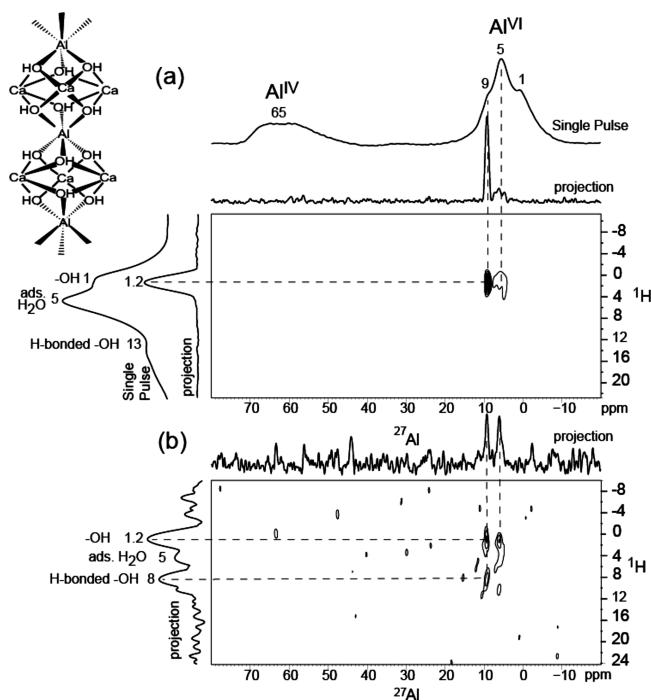 Al
HO OH OH
Ca Ca Ca
HO OH OH
Al
HO OH OH
Ca Ca Ca
HO OH OH
Al
(a)
Al^IV
65
Al^VI
5
9
1
Single Pulse
projection
-OH 1
1.2
ads. 5
H₂O
H-bonded -OH 13
Single Pulse
projection
-8
-4
0
4
8
12
16
20
¹H
70 60 50 40 30 20 10 0 -10 ppm
²⁷Al
(b)
projection
-OH 1.2
ads. H₂O 5
H-bonded -OH 8
projection
-8
-4
0
4
8
12
16
20
24
¹H
70 60 50 40 30 20 10 0 -10 ppm
²⁷Al